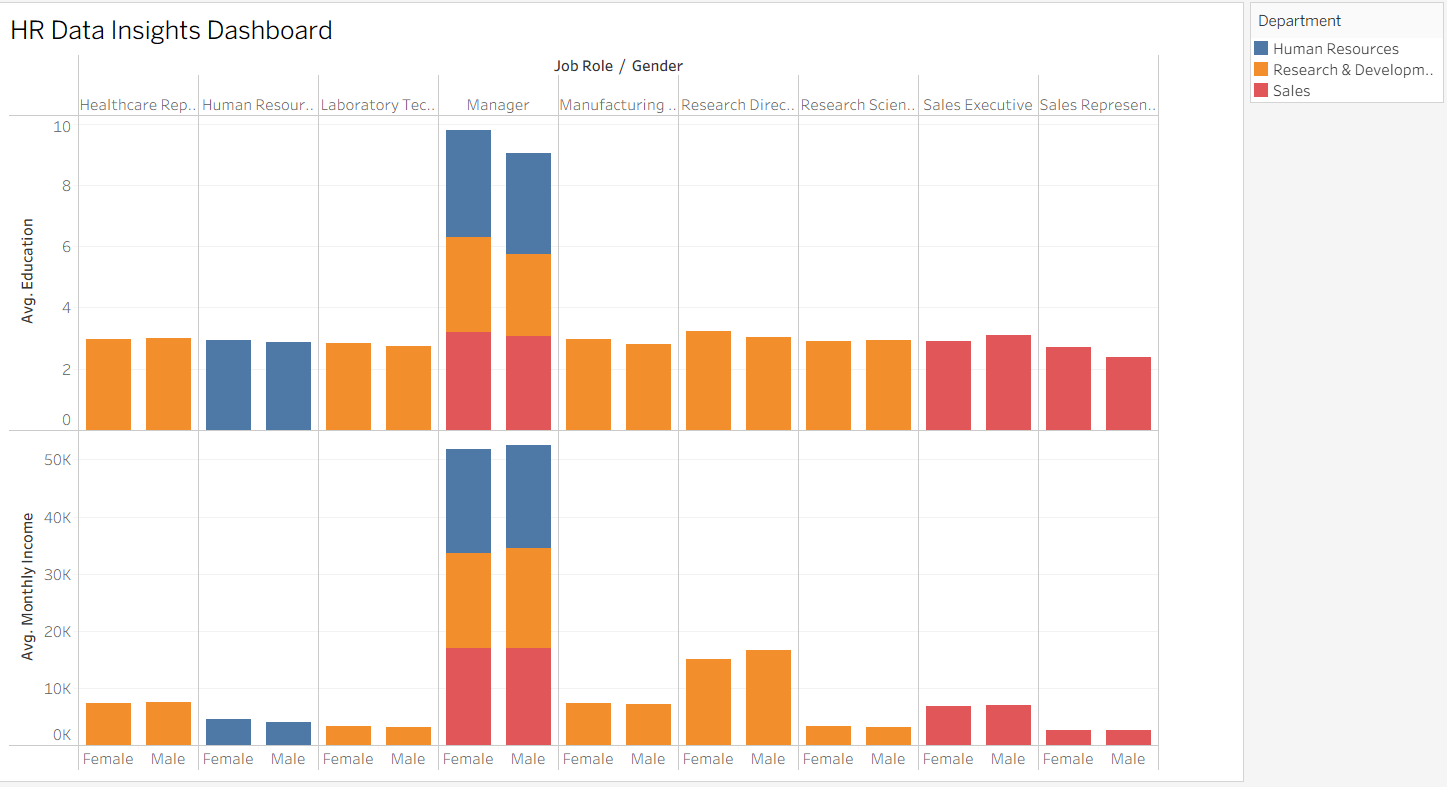 HR Data Insights Dashboard
Department
Human Resources
Research & Developm..
Sales
Job Role / Gender
Healthcare Rep.. Human Resour.. Laboratory Tec.. Manager Manufacturing .. Research Direc.. Research Scien.. Sales Executive Sales Represen..
10
8
6
4
2
0
Avg. Education
50K
40K
30K
20K
10K
0K
Avg. Monthly Income
Female Male Female Male Female Male Female Male Female Male Female Male Female Male Female Male Female Male